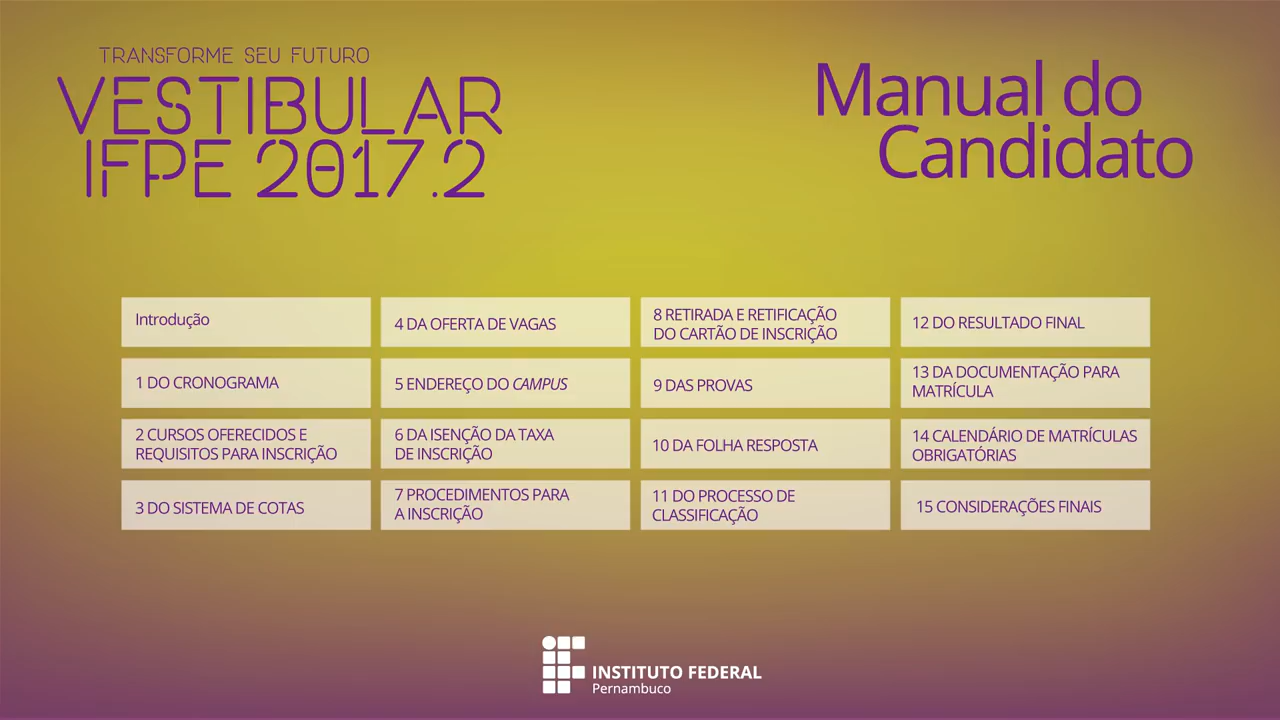 TRANSFORME SEU FUTURO
VESTIBULAR
IFPE 2017.2
Manual do
Candidato
Introdução
1 DO CRONOGRAMA
2 CURSOS OFERECIDOS E
REQUISITOS PARA INSCRIÇÃO
3 DO SISTEMA DE COTAS
4 DA OFERTA DE VAGAS
5 ENDEREÇO DO CAMPUS
6 DA ISENÇÃO DA TAXA
DE INSCRIÇÃO
7 PROCEDIMENTOS PARA
A INSCRIÇÃO
8 RETIRADA E RETIFICAÇÃO
DO CARTÃO DE INSCRIÇÃO
9 DAS PROVAS
10 DA FOLHA RESPOSTA
11 DO PROCESSO DE
CLASSIFICAÇÃO
12 DO RESULTADO FINAL
13 DA DOCUMENTAÇÃO PARA
MATRÍCULA
14 CALENDÁRIO DE MATRÍCULAS
OBRIGATÓRIAS
15 CONSIDERAÇÕES FINAIS
INSTITUTO FEDERAL
Pernambuco